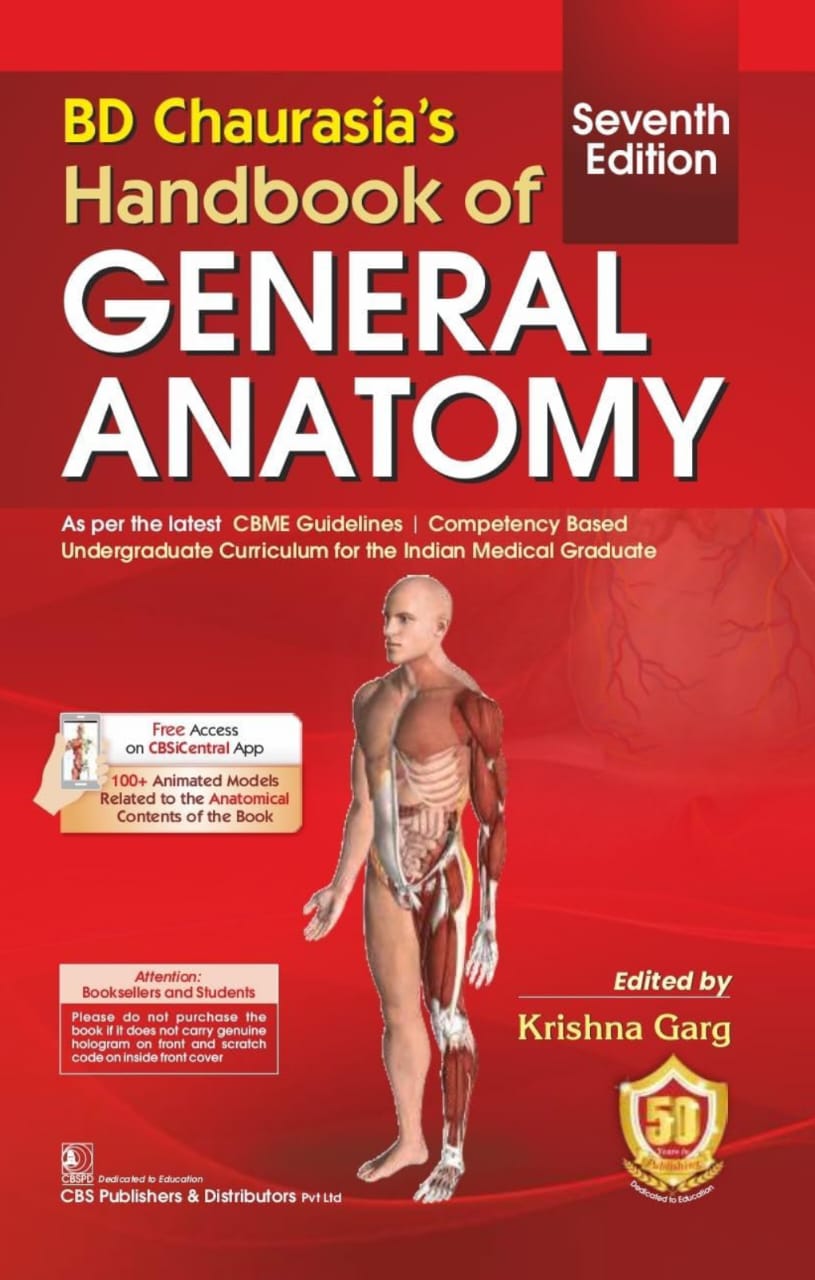 BD Chaurasia's
Handbook of
Seventh
Edition
GENERAL
ANATOMY
As per the latest CBME Guidelines | Competency Based
Undergraduate Curriculum for the Indian Medical Graduate
Free Access
on CBSiCentral App
100+ Animated Models
Related to the Anatomical
Contents of the Book
Attention:
Booksellers and Students
Please do not purchase the
book if it does not carry genuine
hologram on front and scratch
code on inside front cover
Edited by
Krishna Garg
50
Years in
Publishing
Dedicated to Education
CBSPD Dedicated to Education
CBS Publishers & Distributors Pvt Ltd